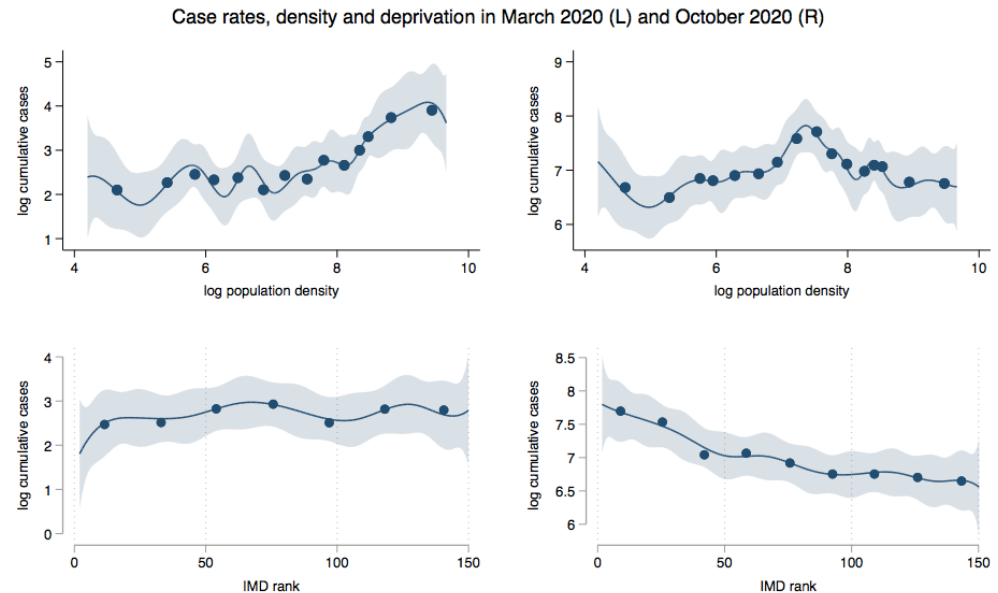 Case rates, density and deprivation in March 2020 (L) and October 2020 (R)
log cumulative cases
5
4
3
2
1
4 6 8 10
log population density
log cumulative cases
9
8
7
6
4 6 8 10
log population density
log cumulative cases
4
3
2
1
0
0 50 100 150
IMD rank
log cumulative cases
8.5
8
7.5
7
6.5
6
0 50 100 150
IMD rank